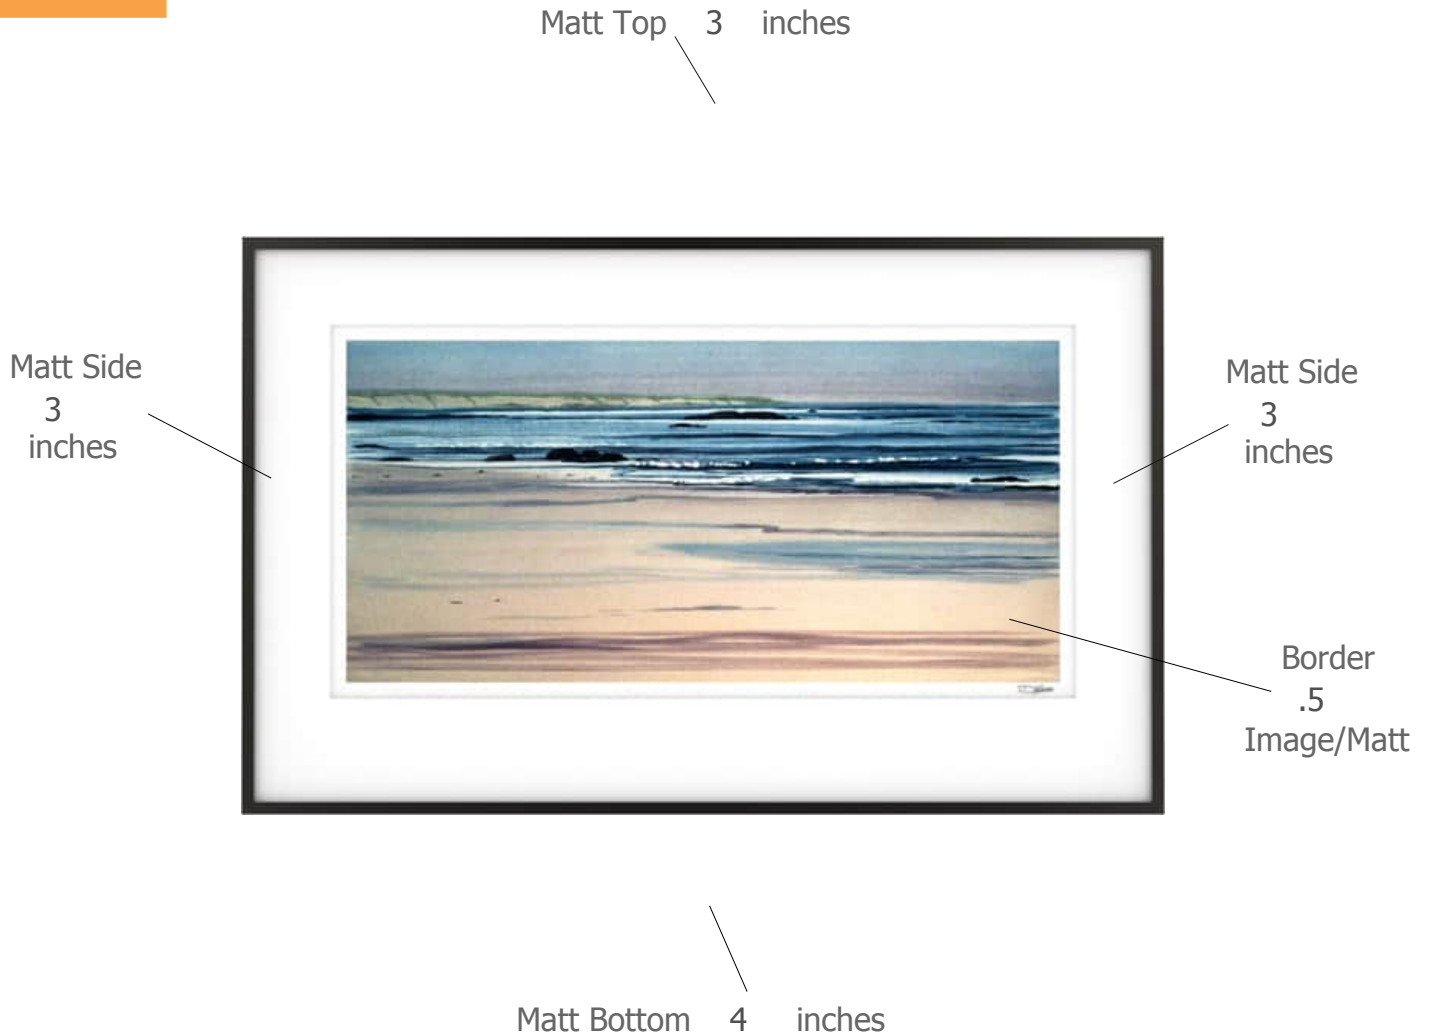 Matt Top 3 inches
Matt Side
3
inches
Matt Side
3
inches
Border
.5
Image/Matt
Matt Bottom 4 inches